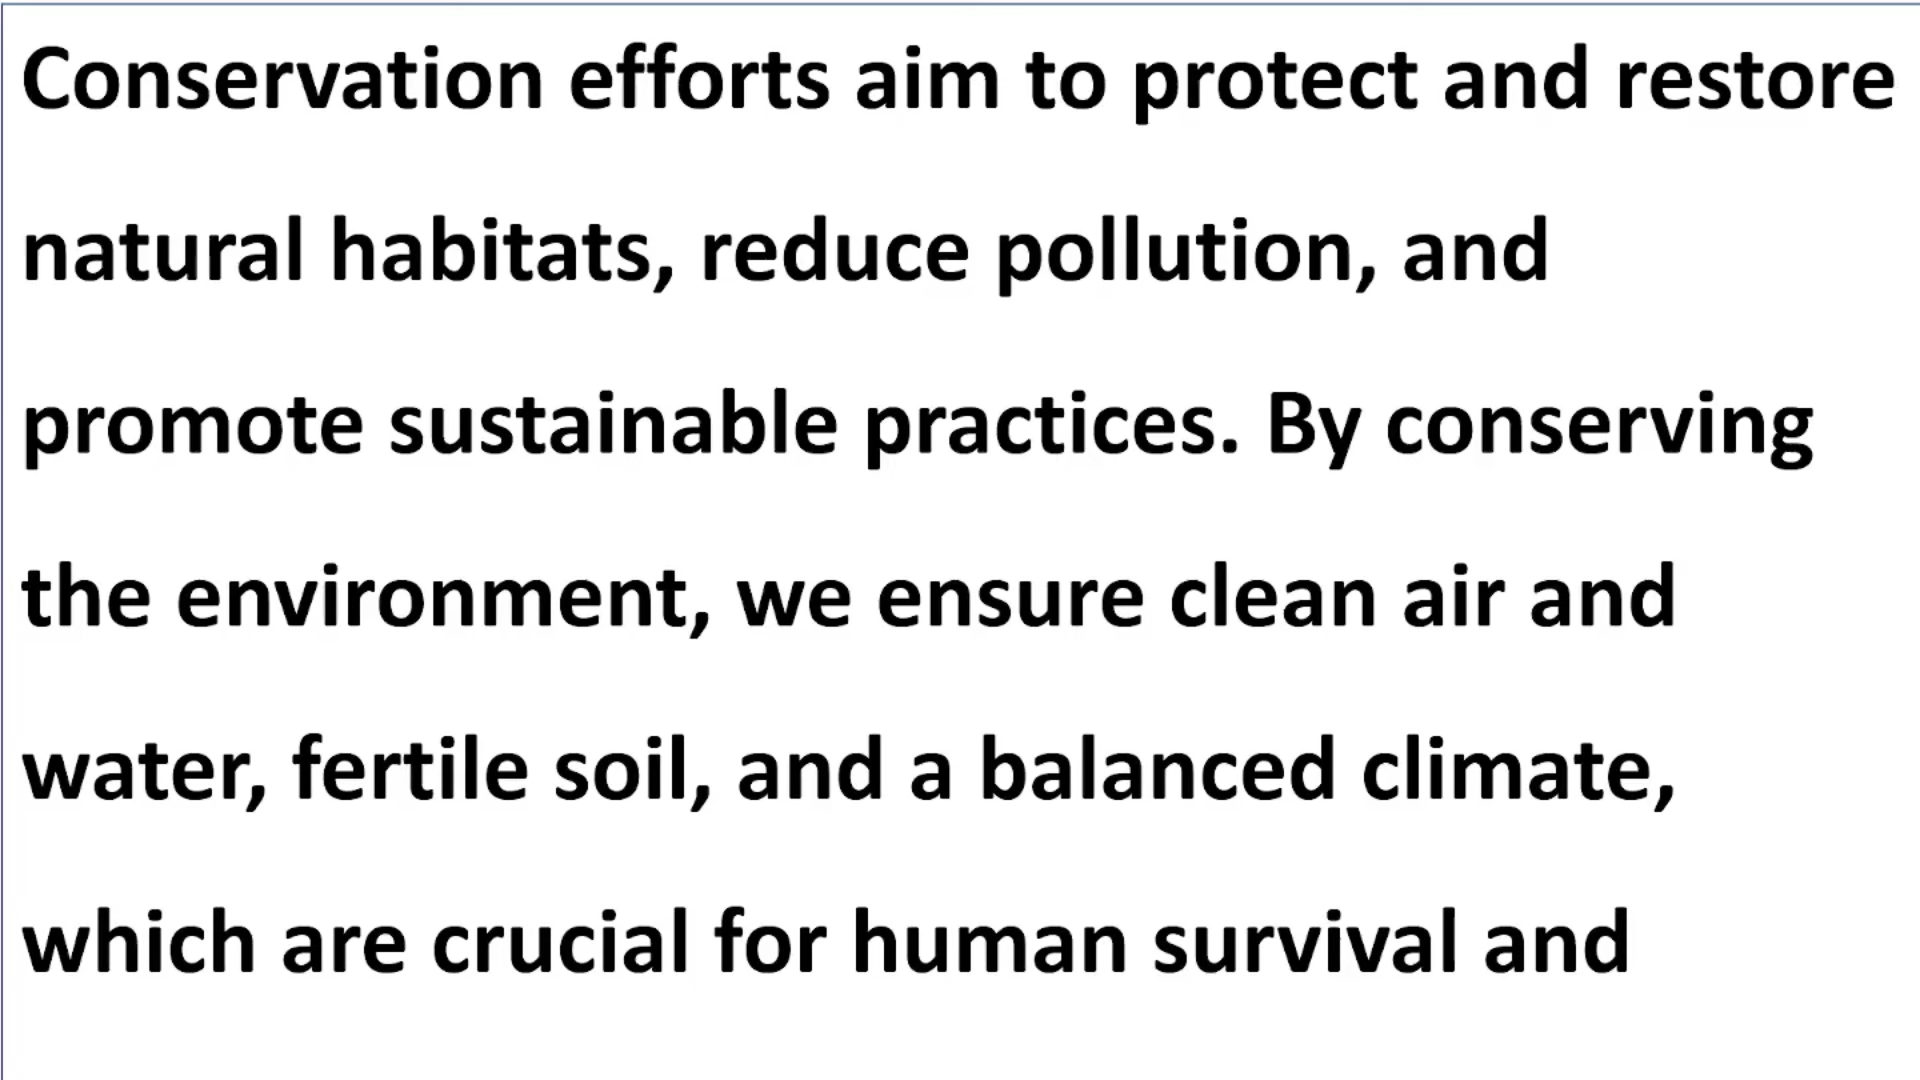 Conservation efforts aim to protect and restore
natural habitats, reduce pollution, and
promote sustainable practices. By conserving
the environment, we ensure clean air and
water, fertile soil, and a balanced climate,
which are crucial for human survival and